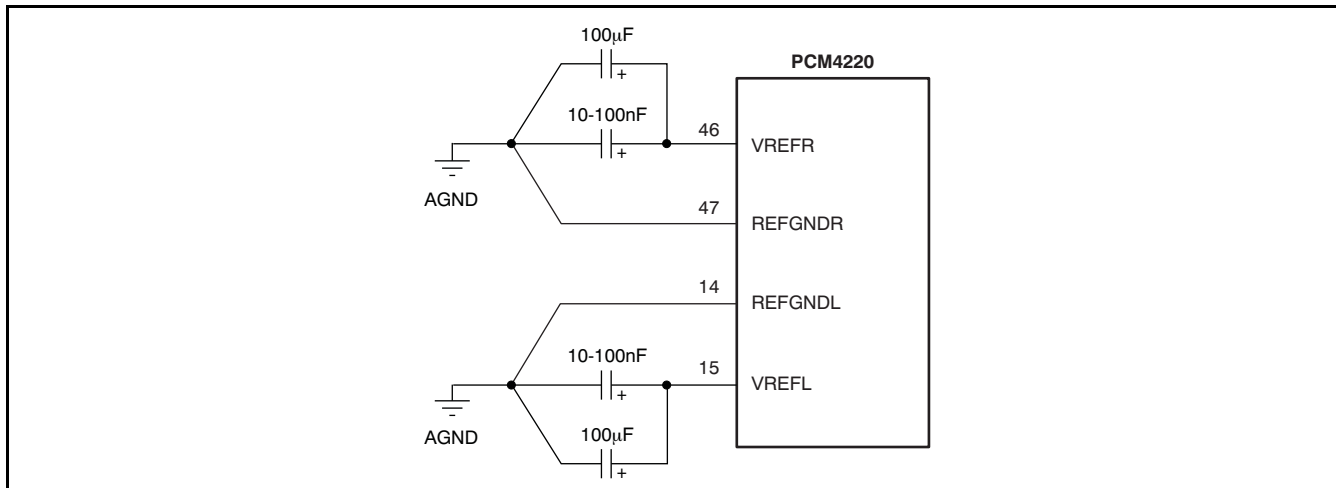 100μF
+
PCM4220
10-100nF
+
46
VREFR
AGND
47
REFGNDR
14
REFGNDL
10-100nF
+
15
VREFL
AGND
100μF
+